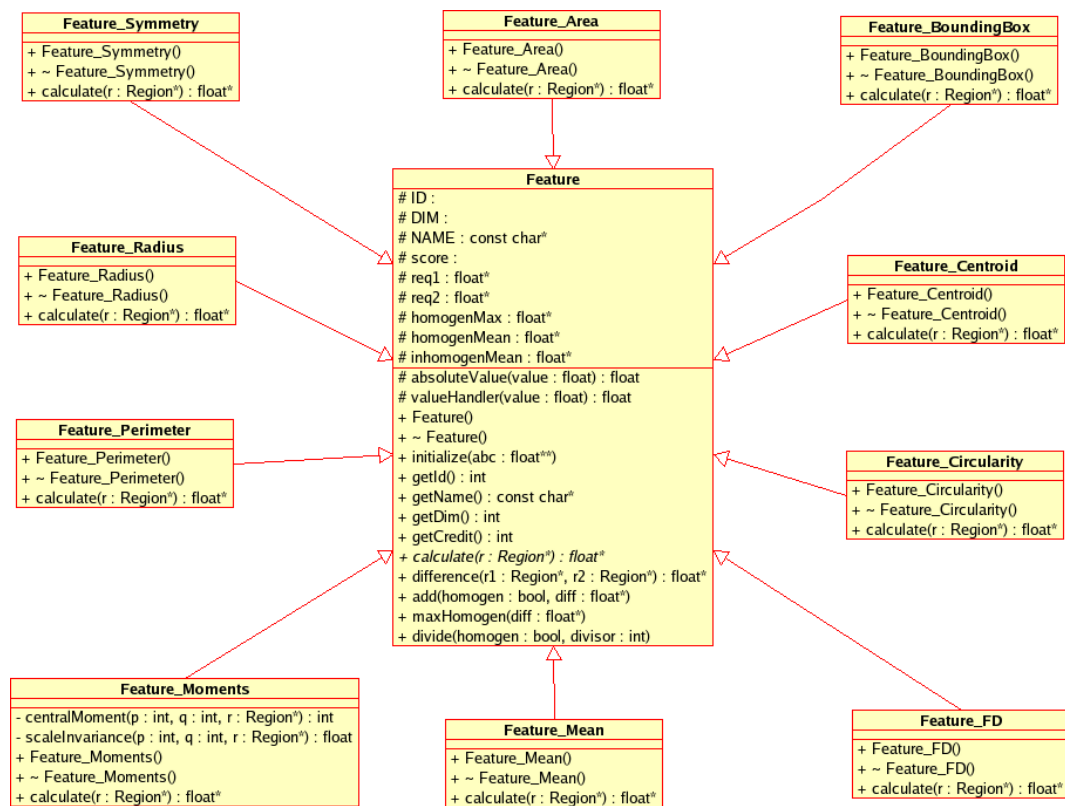 Feature_Symmetry
+ Feature_Symmetry()
+ ~ Feature_Symmetry()
+ calculate(r : Region*) : float*
Feature_Area
+ Feature_Area()
+ ~ Feature_Area()
+ calculate(r : Region*) : float*
Feature_BoundingBox
+ Feature_BoundingBox()
+ ~ Feature_BoundingBox()
+ calculate(r : Region*) : float*
Feature
# ID :
# DIM :
# NAME : const char*
# score :
# req1 : float*
# req2 : float*
# homogenMax : float*
# homogenMean : float*
# inhomogenMean : float*
# absoluteValue(value : float) : float
# valueHandler(value : float) : float
+ Feature()
+ ~ Feature()
+ initialize(abc : float**)
+ getId() : int
+ getName() : const char*
+ getDim() : int
+ getCredit() : int
+ calculate(r : Region*) : float*
+ difference(r1 : Region*, r2 : Region*) : float*
+ add(homogen : bool, diff : float*)
+ maxHomogen(diff : float*)
+ divide(homogen : bool, divisor : int)
Feature_Radius
+ Feature_Radius()
+ ~ Feature_Radius()
+ calculate(r : Region*) : float*
Feature_Centroid
+ Feature_Centroid()
+ ~ Feature_Centroid()
+ calculate(r : Region*) : float*
Feature_Perimeter
+ Feature_Perimeter()
+ ~ Feature_Perimeter()
+ calculate(r : Region*) : float*
Feature_Circularity
+ Feature_Circularity()
+ ~ Feature_Circularity()
+ calculate(r : Region*) : float*
Feature_Moments
- centralMoment(p : int, q : int, r : Region*) : int
- scaleInvariance(p : int, q : int, r : Region*) : float
+ Feature_Moments()
+ ~ Feature_Moments()
+ calculate(r : Region*) : float*
Feature_Mean
+ Feature_Mean()
+ ~ Feature_Mean()
+ calculate(r : Region*) : float*
Feature_FD
+ Feature_FD()
+ ~ Feature_FD()
+ calculate(r : Region*) : float*